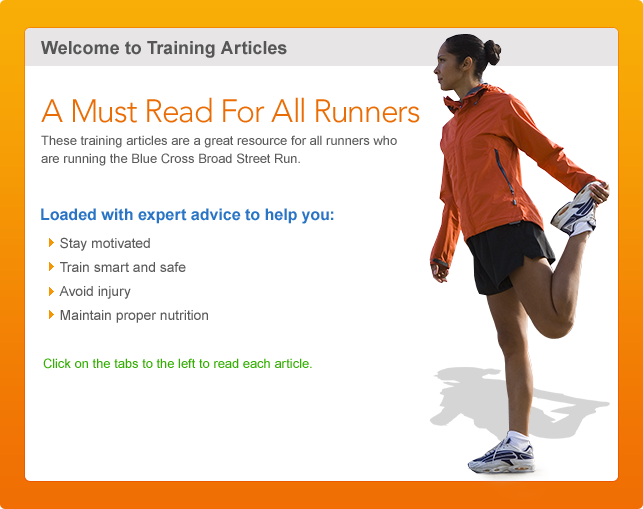 Welcome to Training Articles
A Must Read For All Runners
These training articles are a great resource for all runners who
are running the Blue Cross Broad Street Run.
Loaded with expert advice to help you:
Stay motivated
Train smart and safe
Avoid injury
Maintain proper nutrition
Click on the tabs to the left to read each article.